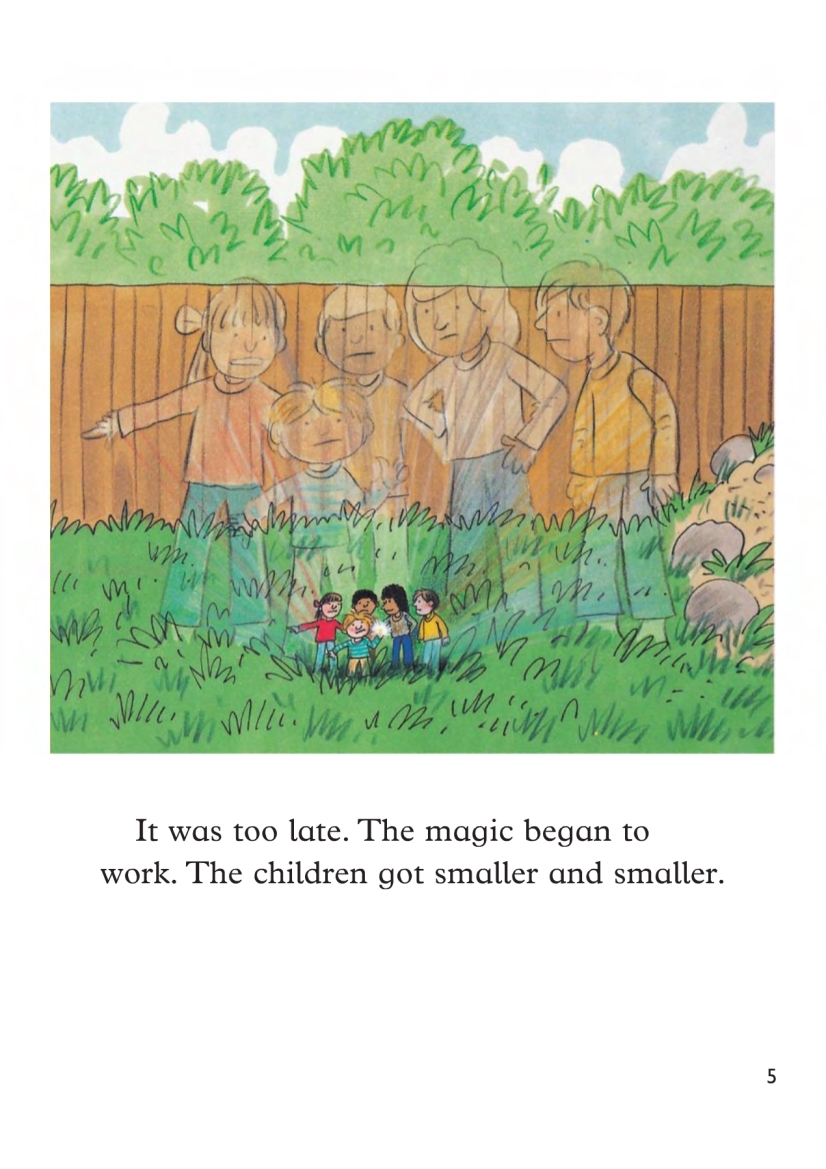 It was too late. The magic began to
work. The children got smaller and smaller.
5